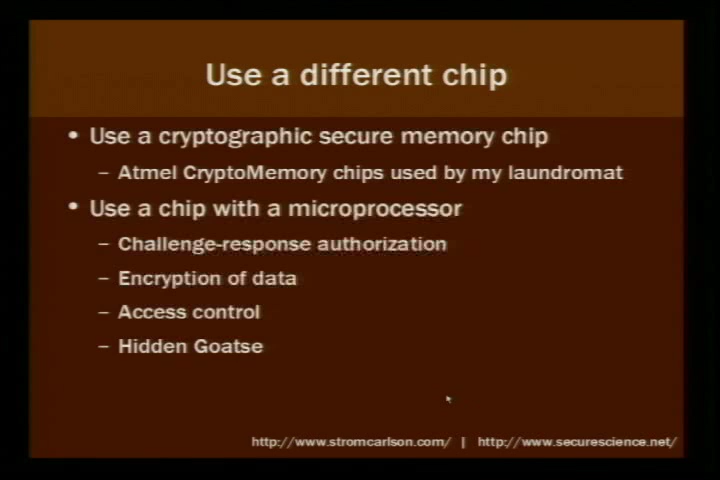 Use a different chip
• Use a cryptographic secure memory chip
– Atmel CryptoMemory chips used by my laundromat
• Use a chip with a microprocessor
– Challenge-response authorization
– Encryption of data
– Access control
– Hidden Goatse
http://www.stromcarlson.com/ | http://www.securescience.net/